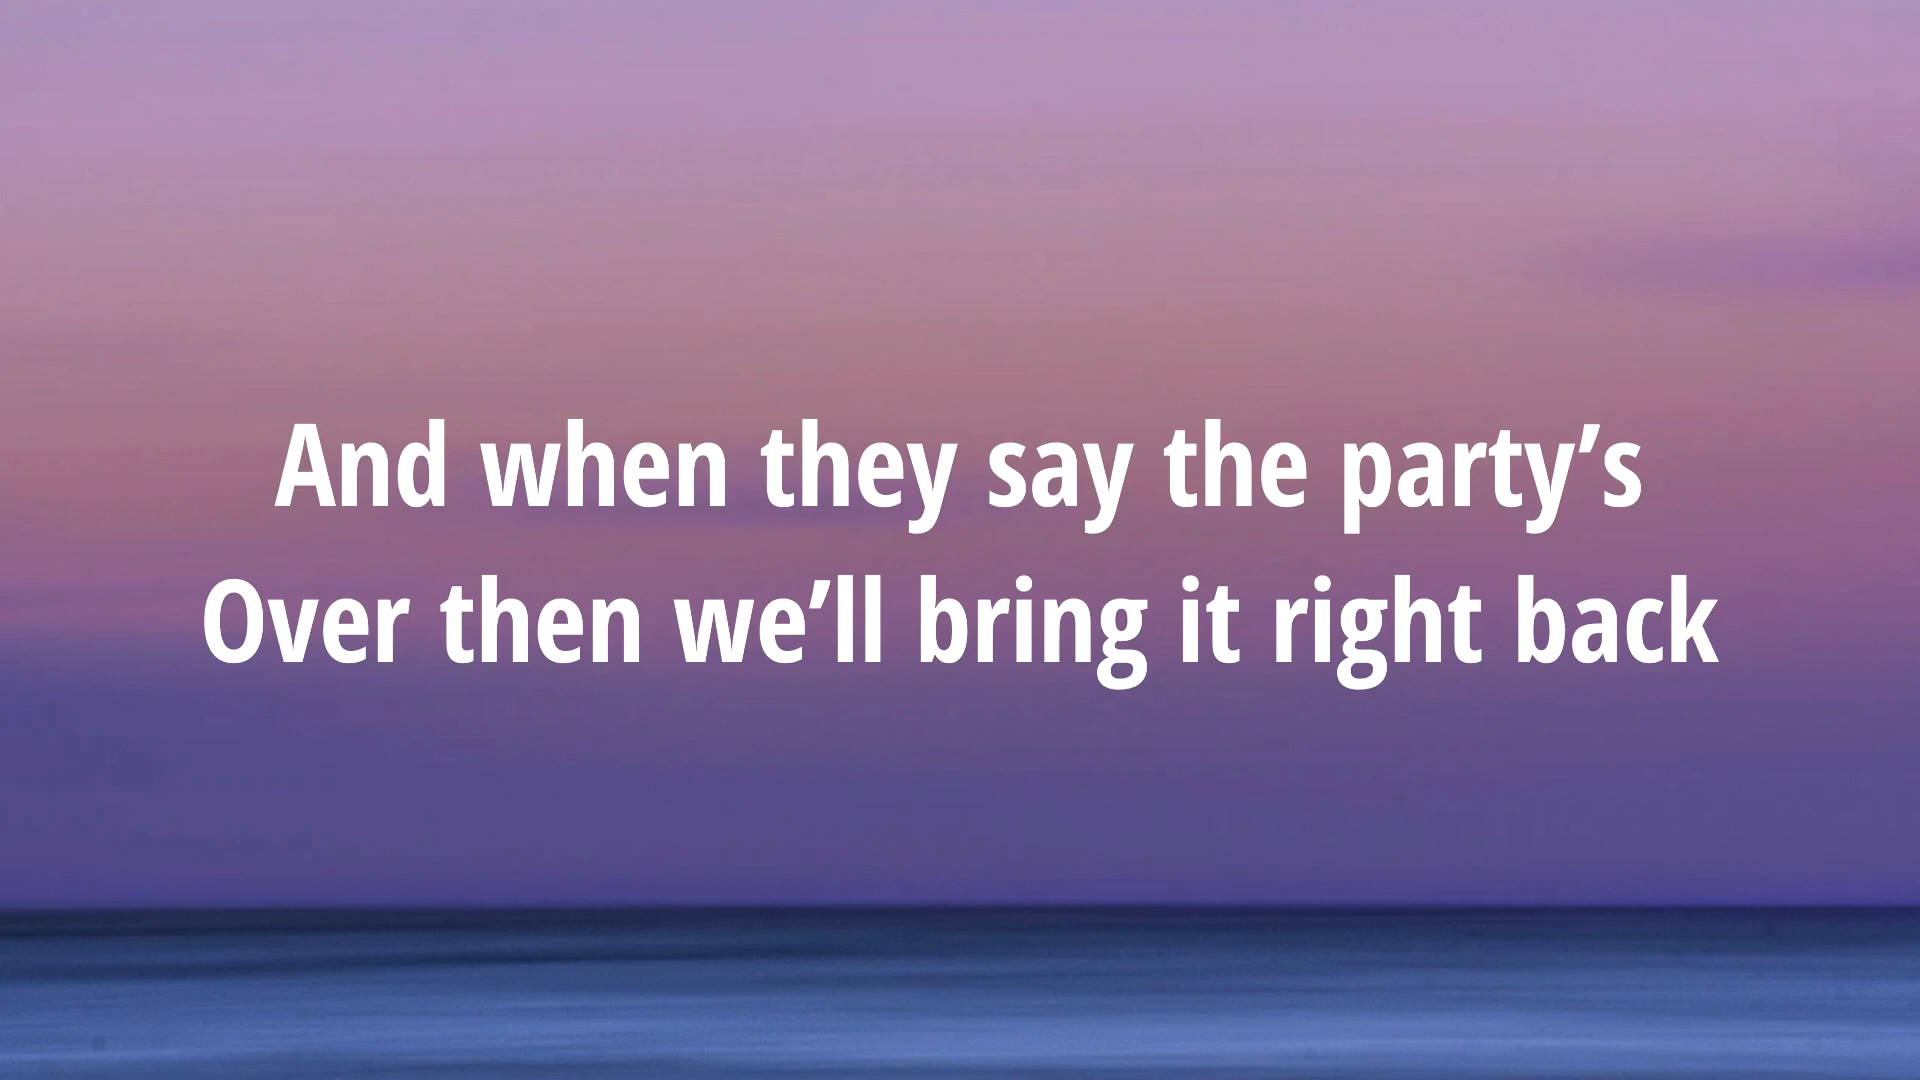 And when they say the party’s
Over then we’ll bring it right back